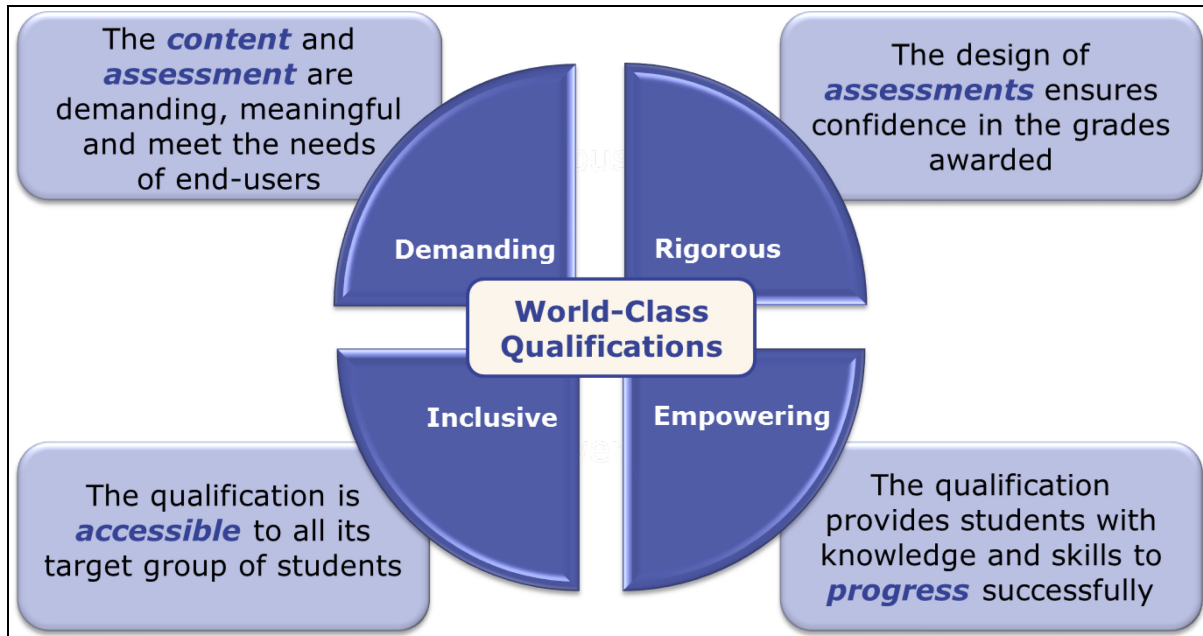 The content and
assessment are
demanding, meaningful
and meet the needs
of end-users
The design of
assessments ensures
confidence in the grades
awarded
Demanding
Rigorous
World-Class
Qualifications
Inclusive
Empowering
The qualification is
accessible to all its
target group of students
The qualification
provides students with
knowledge and skills to
progress successfully